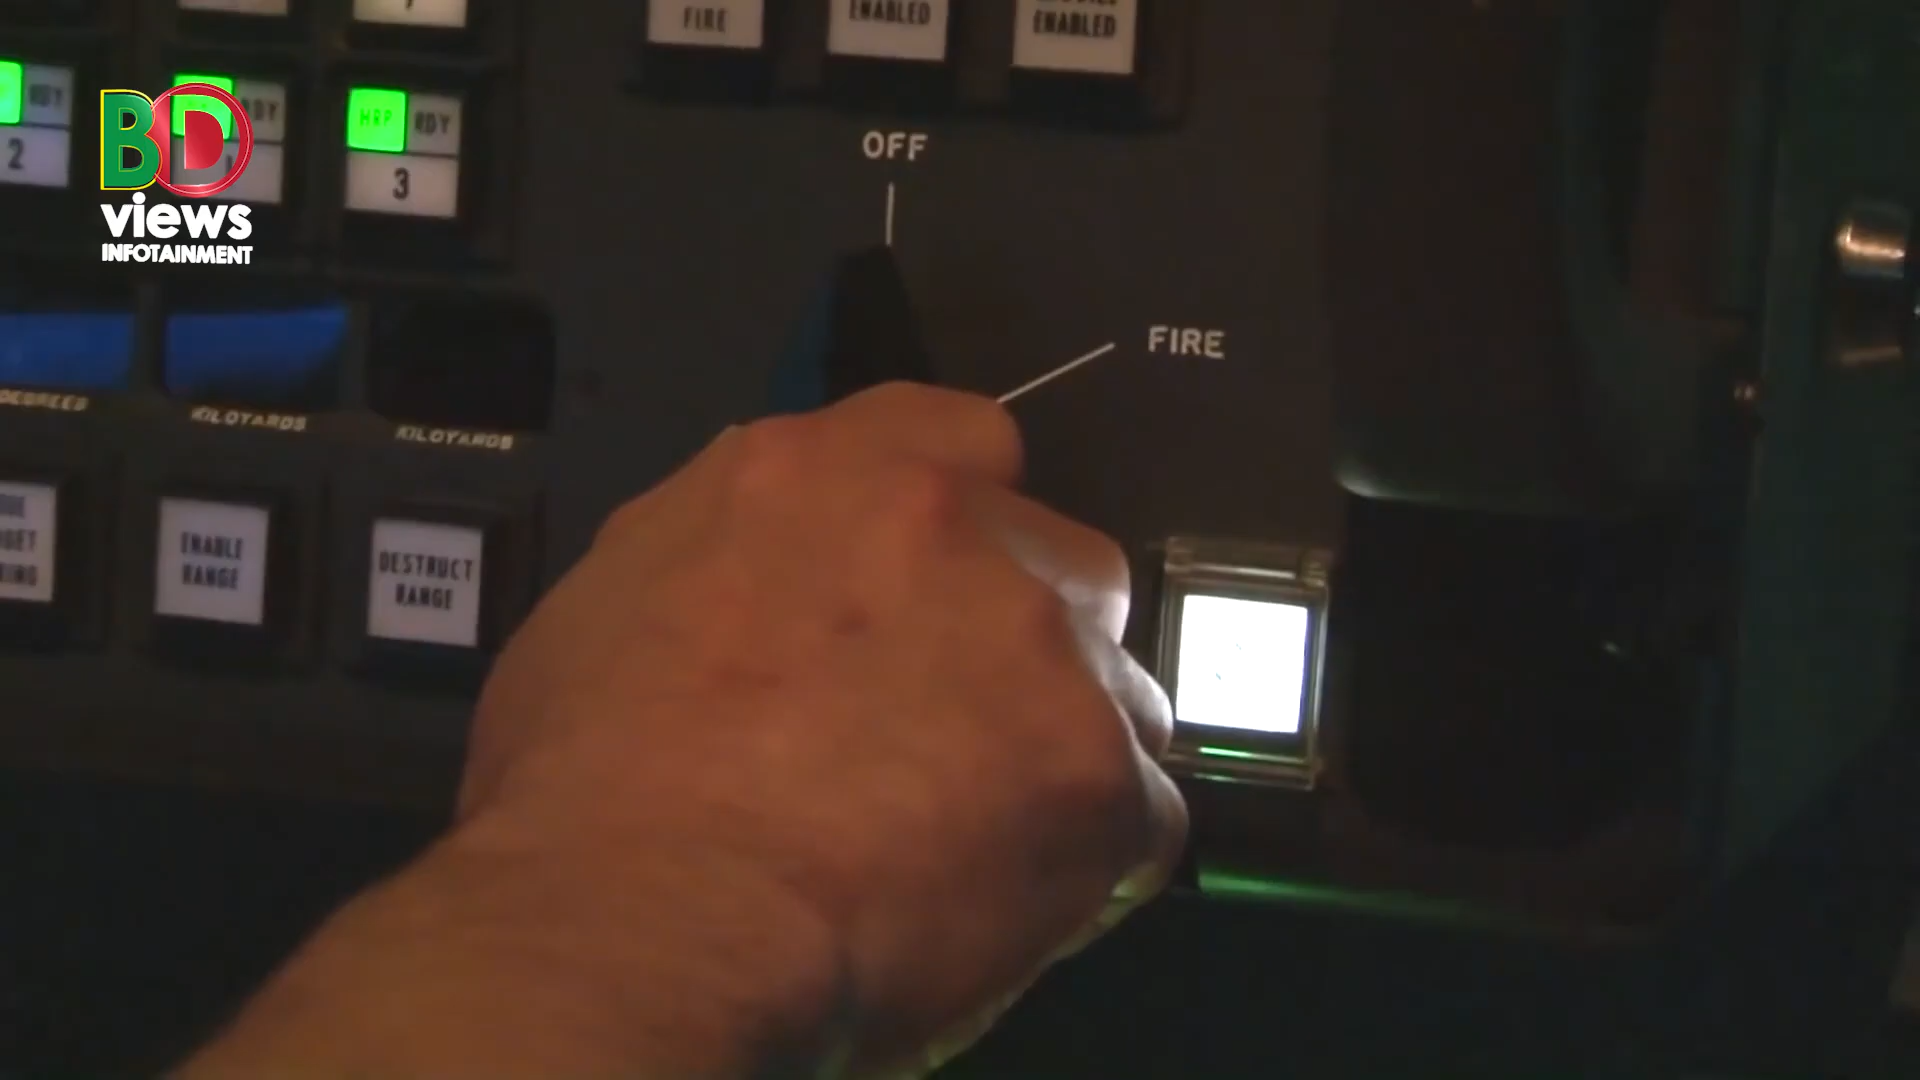 FIRE
ENABLED
ENABLED
HRP RDY
3
RDY
2
BD
views
INFOTAINMENT
OFF
FIRE
DEGREES
KILOYARDS
KILOYARDS
ENABLE
RANGE
DESTRUCT
RANGE